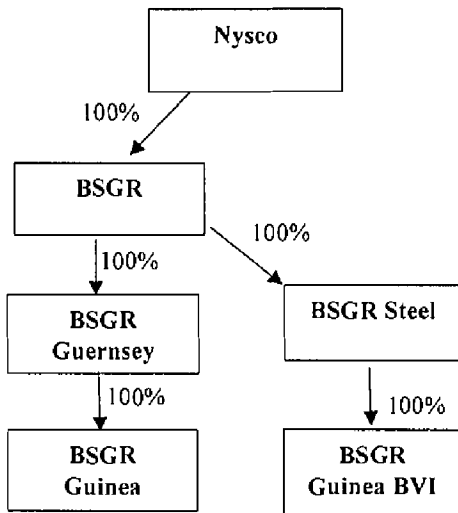 Nysco
100%
BSGR
100%
100%
BSGR
Guernsey
BSGR Steel
100%
100%
BSGR
Guinea
BSGR
Guinea BVI